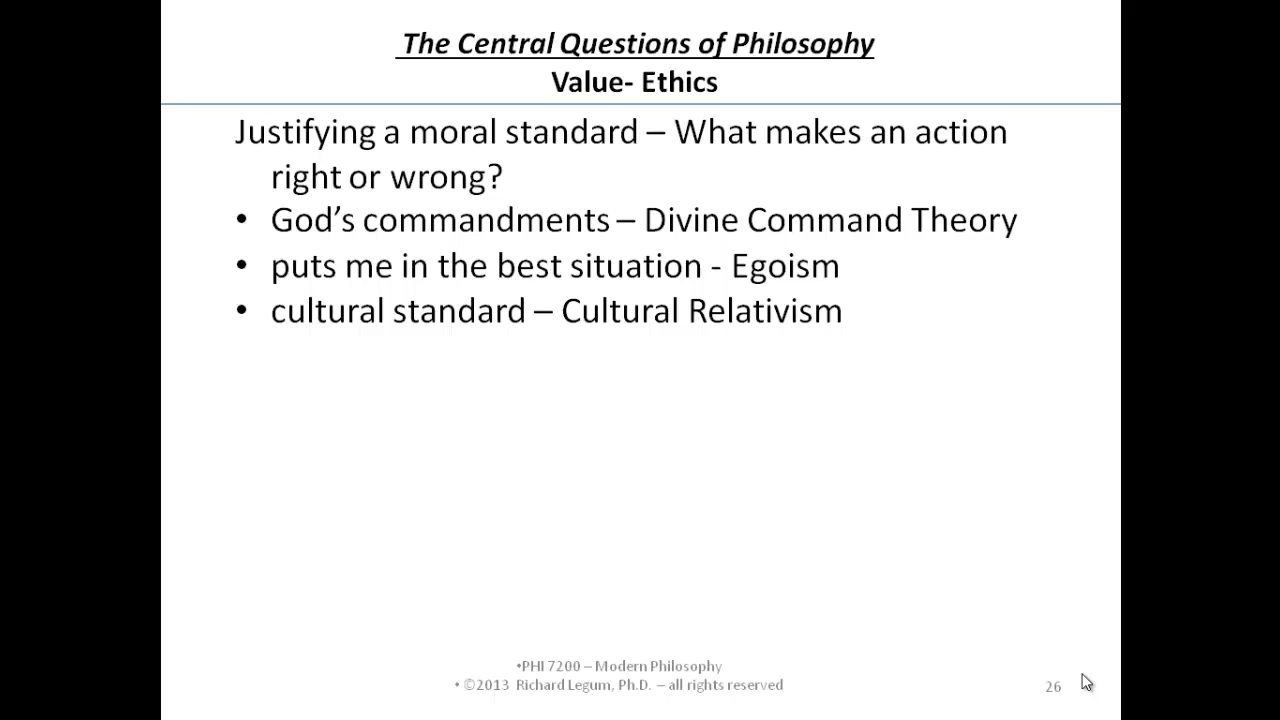 The Central Questions of Philosophy
Value- Ethics
Justifying a moral standard – What makes an action
right or wrong?
• God’s commandments – Divine Command Theory
• puts me in the best situation - Egoism
• cultural standard – Cultural Relativism
•PHI 7200 – Modern Philosophy
• ©2013 Richard Legum, Ph.D. – all rights reserved
26